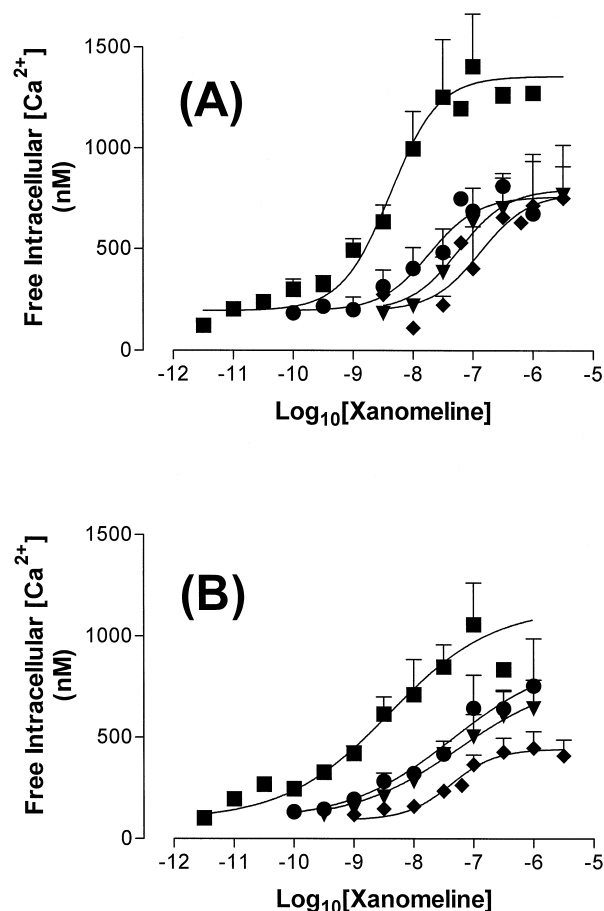 1500
1000
500
0
Free Intracellular [Ca2+]
(nM)
(A)
-12 -11 -10 -9 -8 -7 -6 -5
Log10[Xanomeline]
1500
1000
500
0
Free Intracellular [Ca2+]
(nM)
(B)
-12 -11 -10 -9 -8 -7 -6 -5
Log10[Xanomeline]